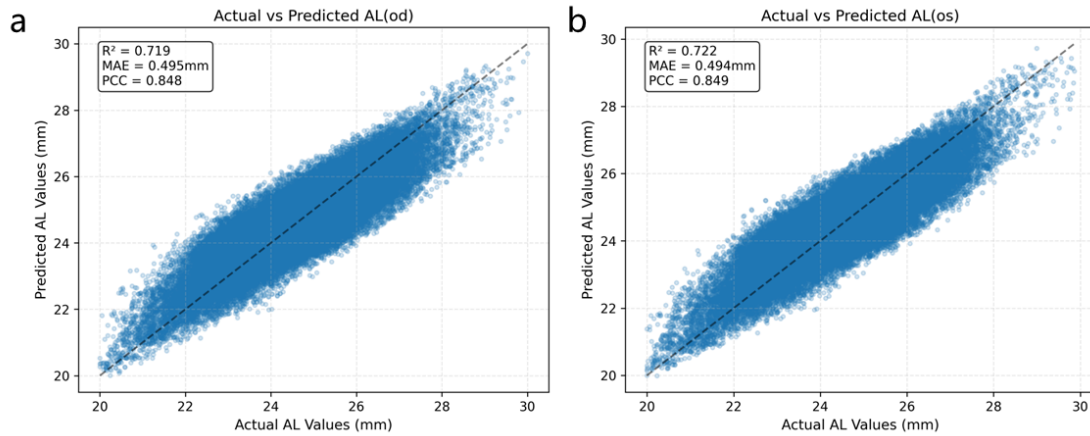 a
Actual vs Predicted AL(od)
R² = 0.719
MAE = 0.495mm
PCC = 0.848
Predicted AL Values (mm)
30
28
26
24
22
20
20 22 24 26 28 30
Actual AL Values (mm)
b
Actual vs Predicted AL(os)
R² = 0.722
MAE = 0.494mm
PCC = 0.849
Predicted AL Values (mm)
30
28
26
24
22
20
20 22 24 26 28 30
Actual AL Values (mm)